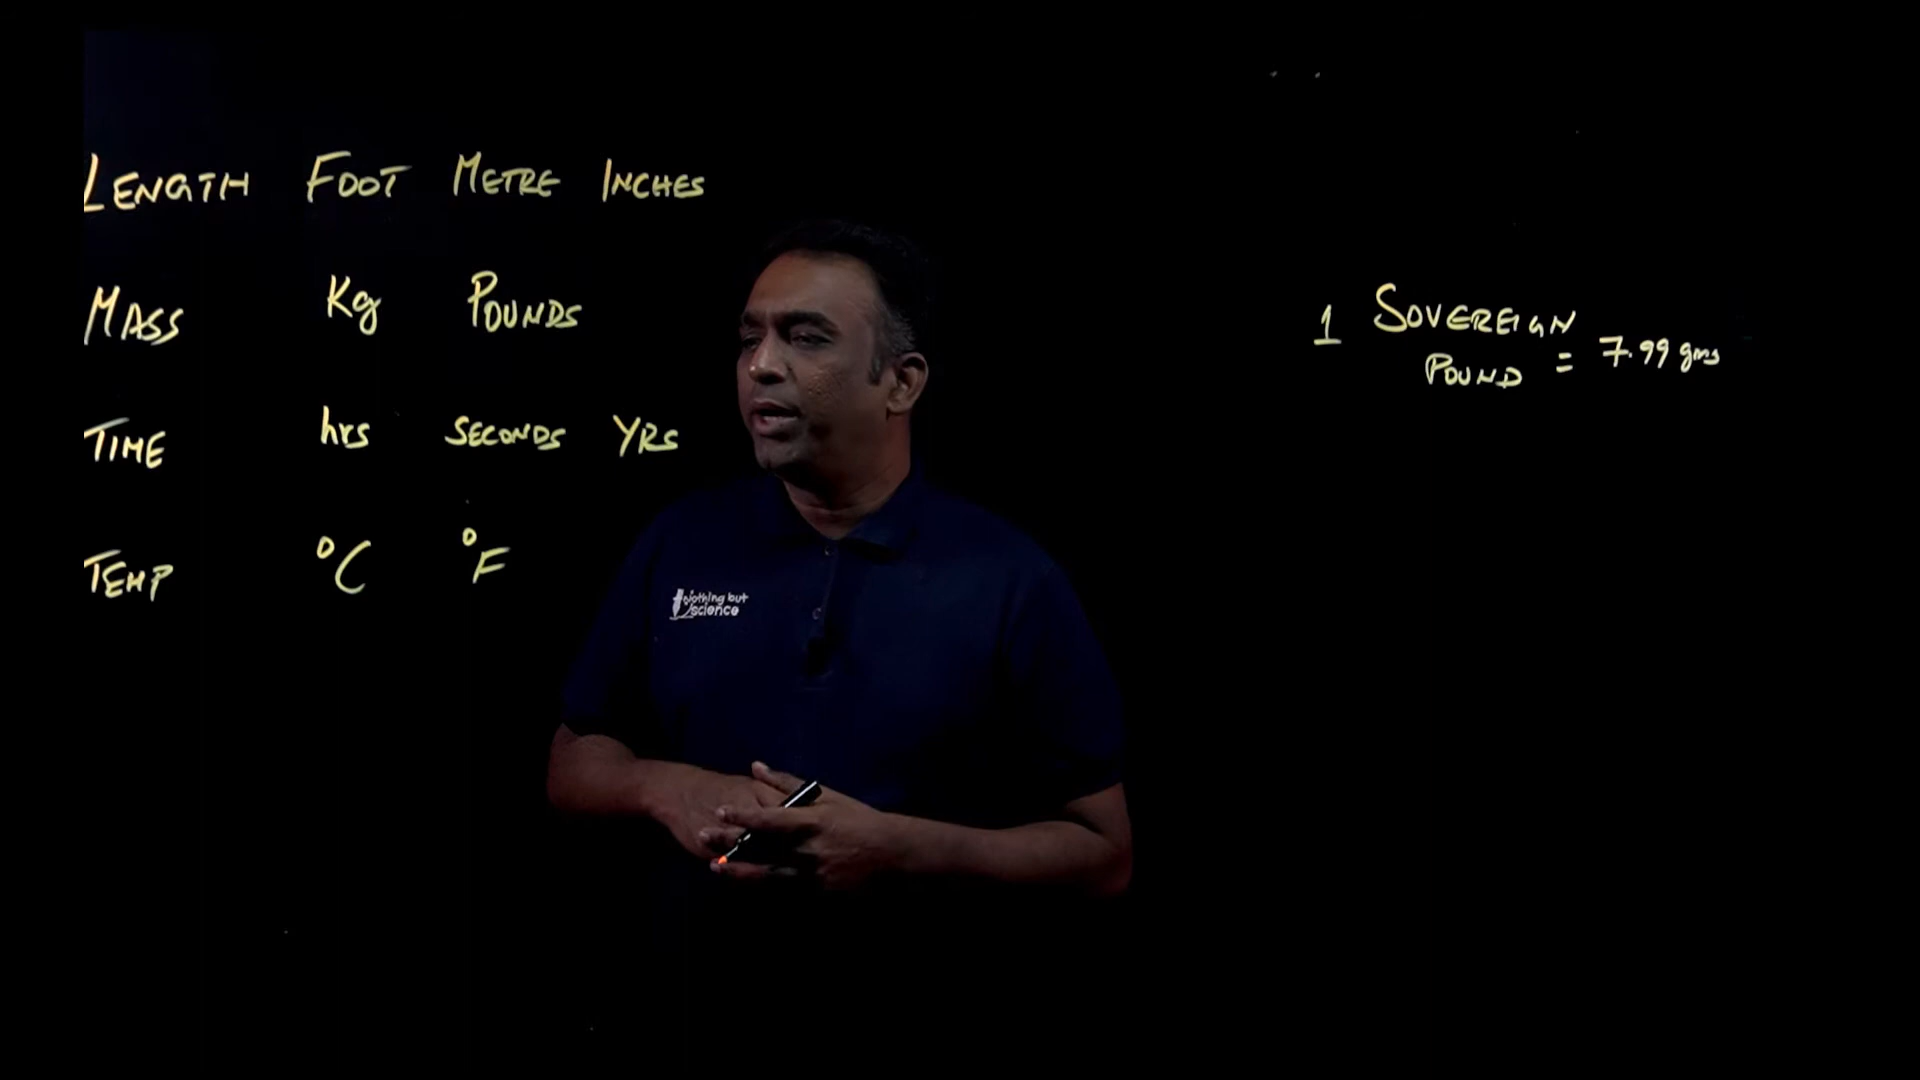 LENGTH FOOT METRE INCHES
MASS Kg POUNDS
TIME hrs SECONDS YRS
TEMP °C °F
1 SOVEREIGN
POUND = 7.99 gms
Nothing but
science